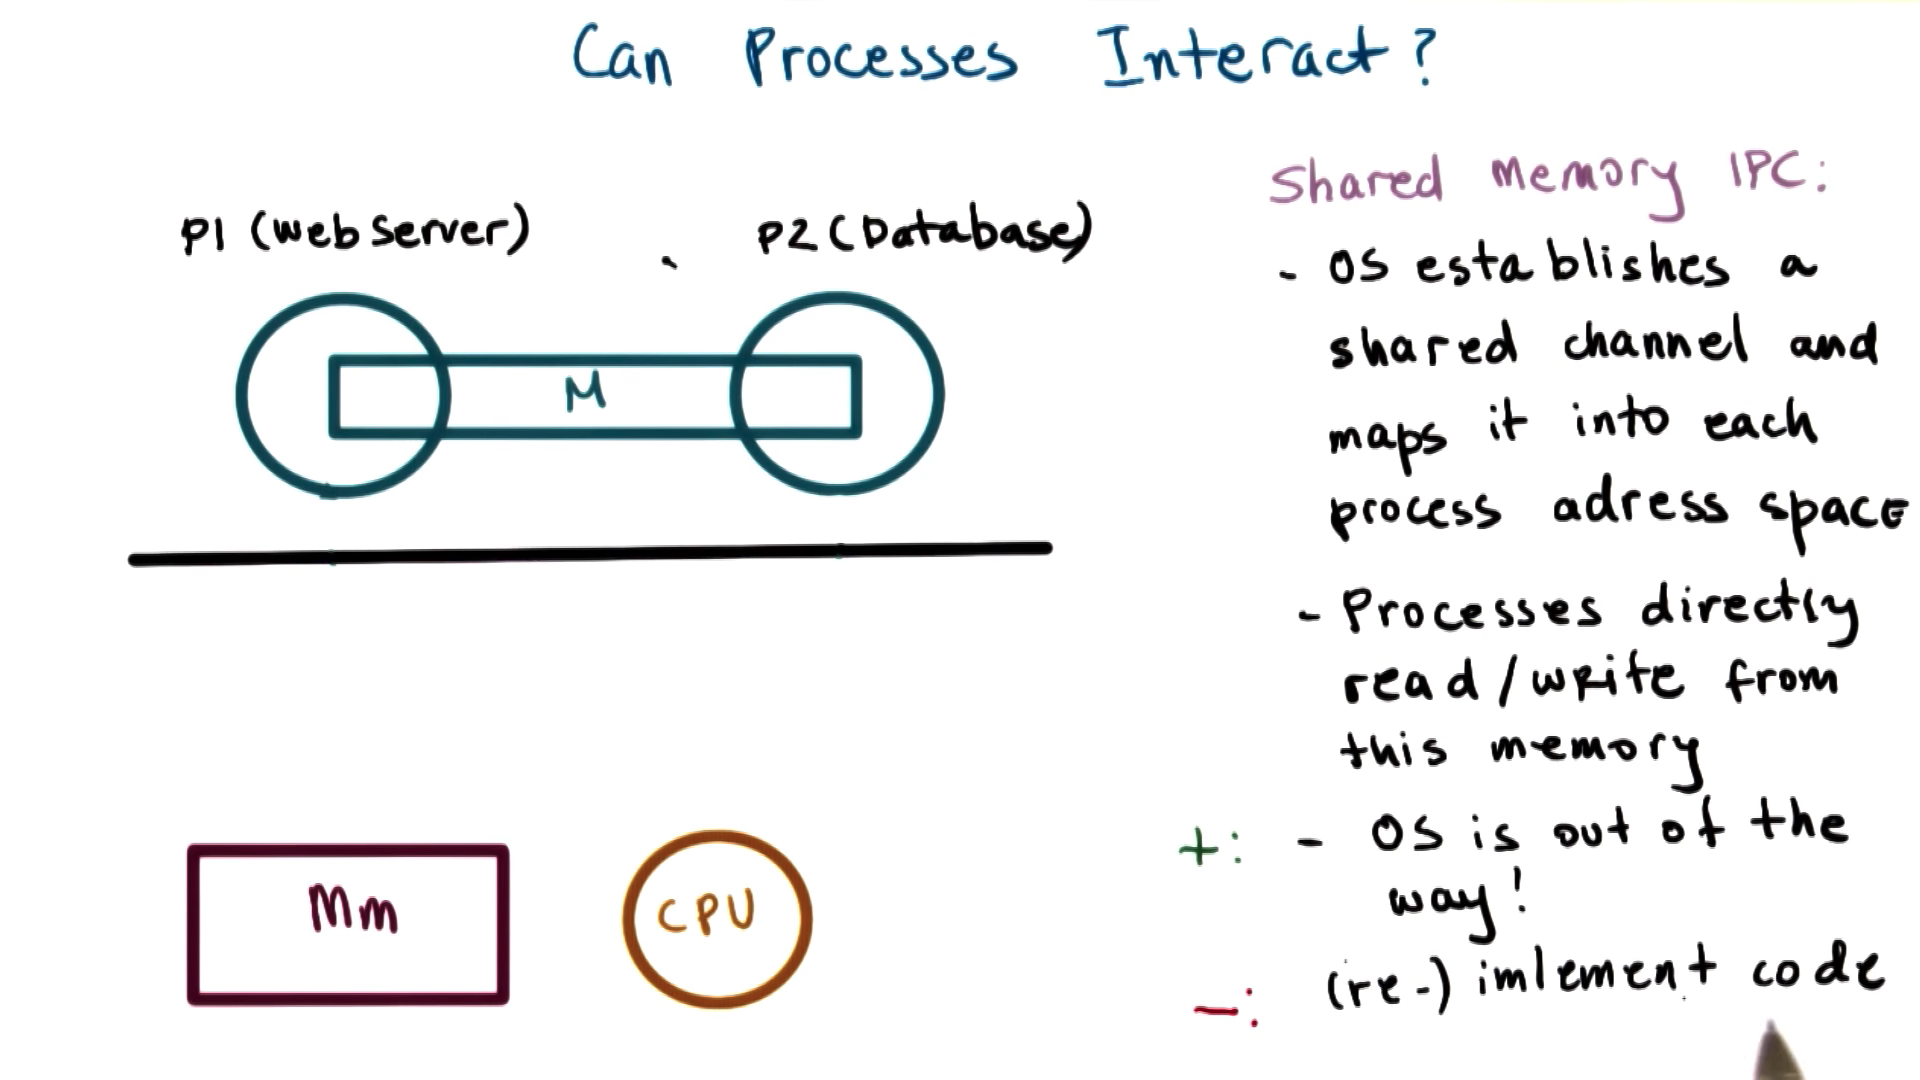 Can Processes Interact?
P1 (Web Server)
P2 (Database)
M
Mm
CPU
Shared Memory IPC:
- OS establishes a
shared channel and
maps it into each
process adress space
- Processes directly
read/write from
this memory
+: - OS is out of the
way!
-: (re-) imlement code